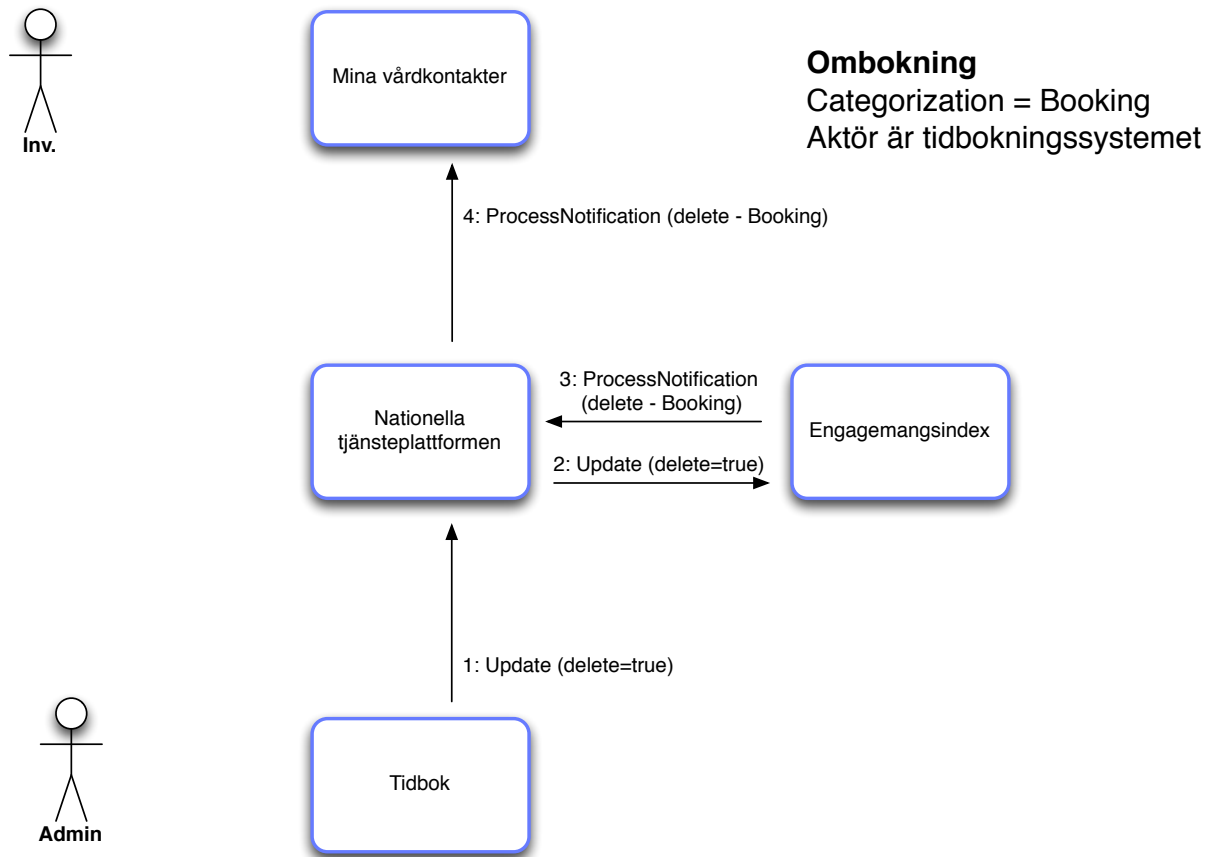 Inv.
Mina vårdkontakter
Ombokning
Categorization = Booking
Aktör är tidbokningssystemet
4: ProcessNotification (delete - Booking)
Nationella
tjänsteplattformen
3: ProcessNotification
(delete - Booking)
2: Update (delete=true)
Engagemangsindex
1: Update (delete=true)
Tidbok
Admin